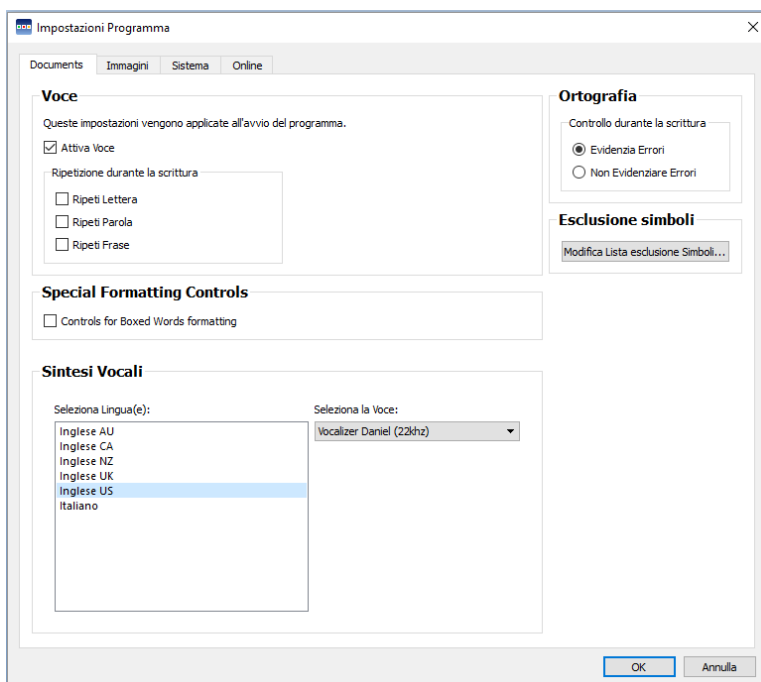 Impostazioni Programma
Documents
Immagini
Sistema
Online
Voce
Queste impostazioni vengono applicate all'avvio del programma.
Attiva Voce
Ripetizione durante la scrittura
Ripeti Lettera
Ripeti Parola
Ripeti Frase
Special Formatting Controls
Controls for Boxed Words formatting
Sintesi Vocali
Seleziona Lingua(e):
Inglese AU
Inglese CA
Inglese NZ
Inglese UK
Inglese US
Italiano
Seleziona la Voce:
Vocalizer Daniel (22khz)
Ortografia
Controllo durante la scrittura
Evidenzia Errori
Non Evidenziare Errori
Esclusione simboli
Modifica Lista esclusione Simboli...
OK
Annulla